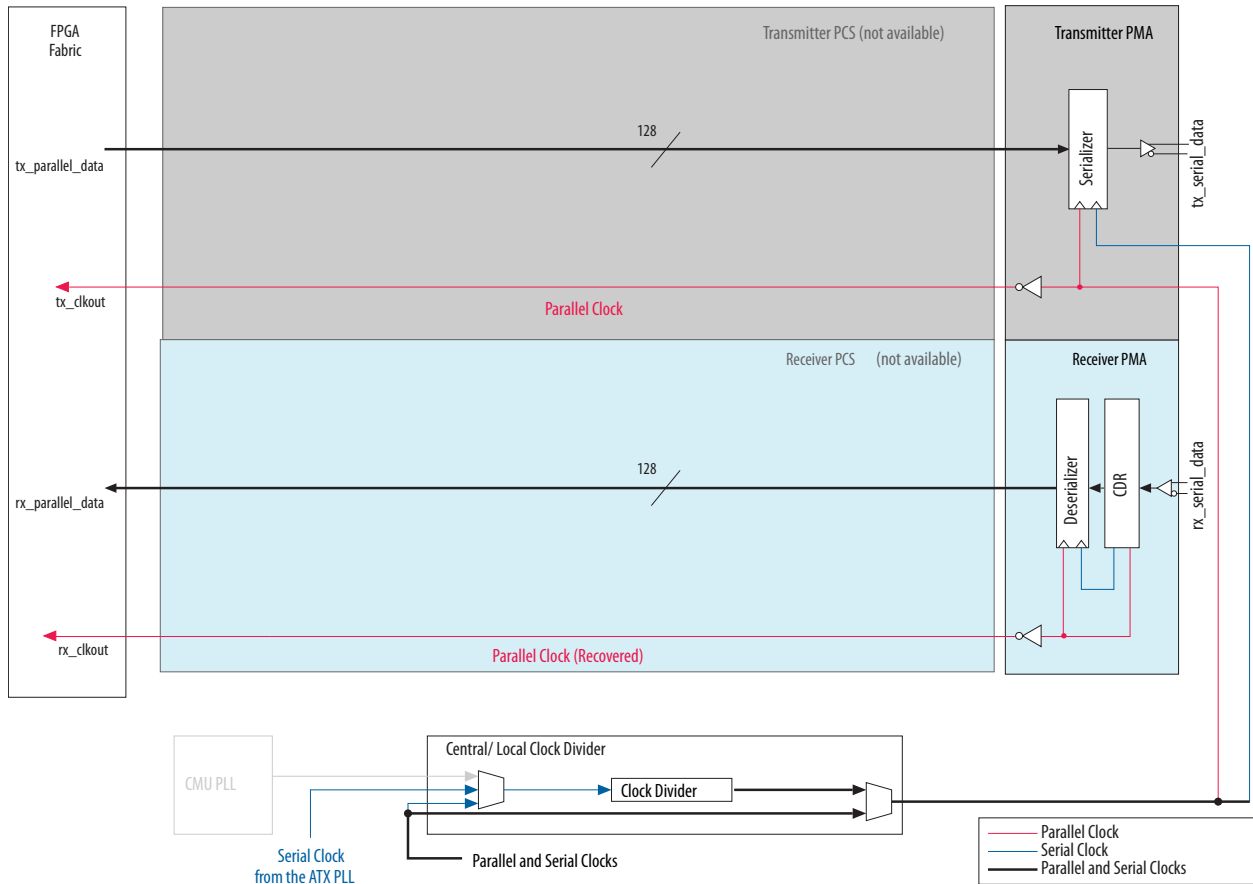 FPGA
Fabric
Transmitter PCS (not available)
Transmitter PMA
128
tx_parallel_data
Serializer
tx_serial_data
tx_clkout
Parallel Clock
Receiver PCS (not available)
Receiver PMA
128
rx_parallel_data
Deserializer
CDR
rx_serial_data
rx_clkout
Parallel Clock (Recovered)
CMU PLL
Central/ Local Clock Divider
Clock Divider
Serial Clock
from the ATX PLL
Parallel and Serial Clocks
Parallel Clock
Serial Clock
Parallel and Serial Clocks